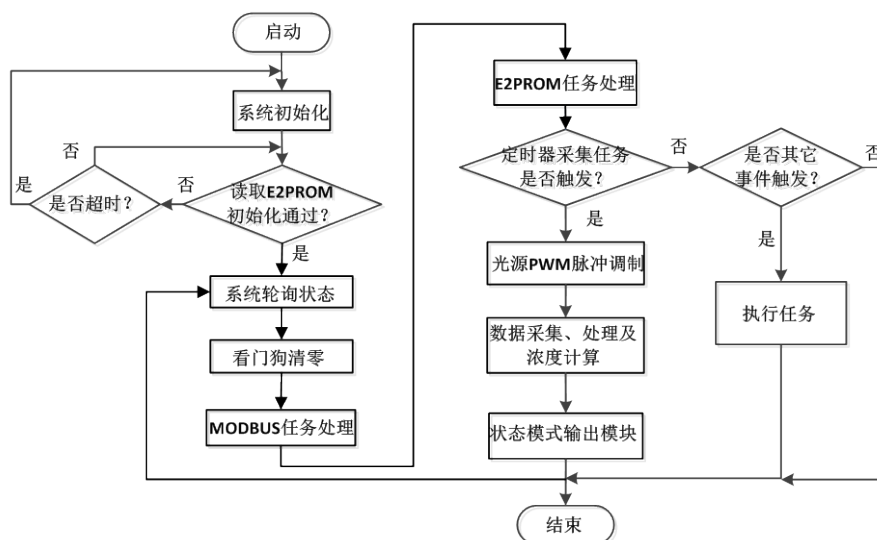 启动
系统初始化
否
是
是否超时？
否
读取E2PROM
初始化通过？
是
系统轮询状态
看门狗清零
MODBUS任务处理
E2PROM任务处理
定时器采集任务
是否触发？
否
是否其它
事件触发？
否
是
是
光源PWM脉冲调制
执行任务
数据采集、处理及
浓度计算
状态模式输出模块
结束